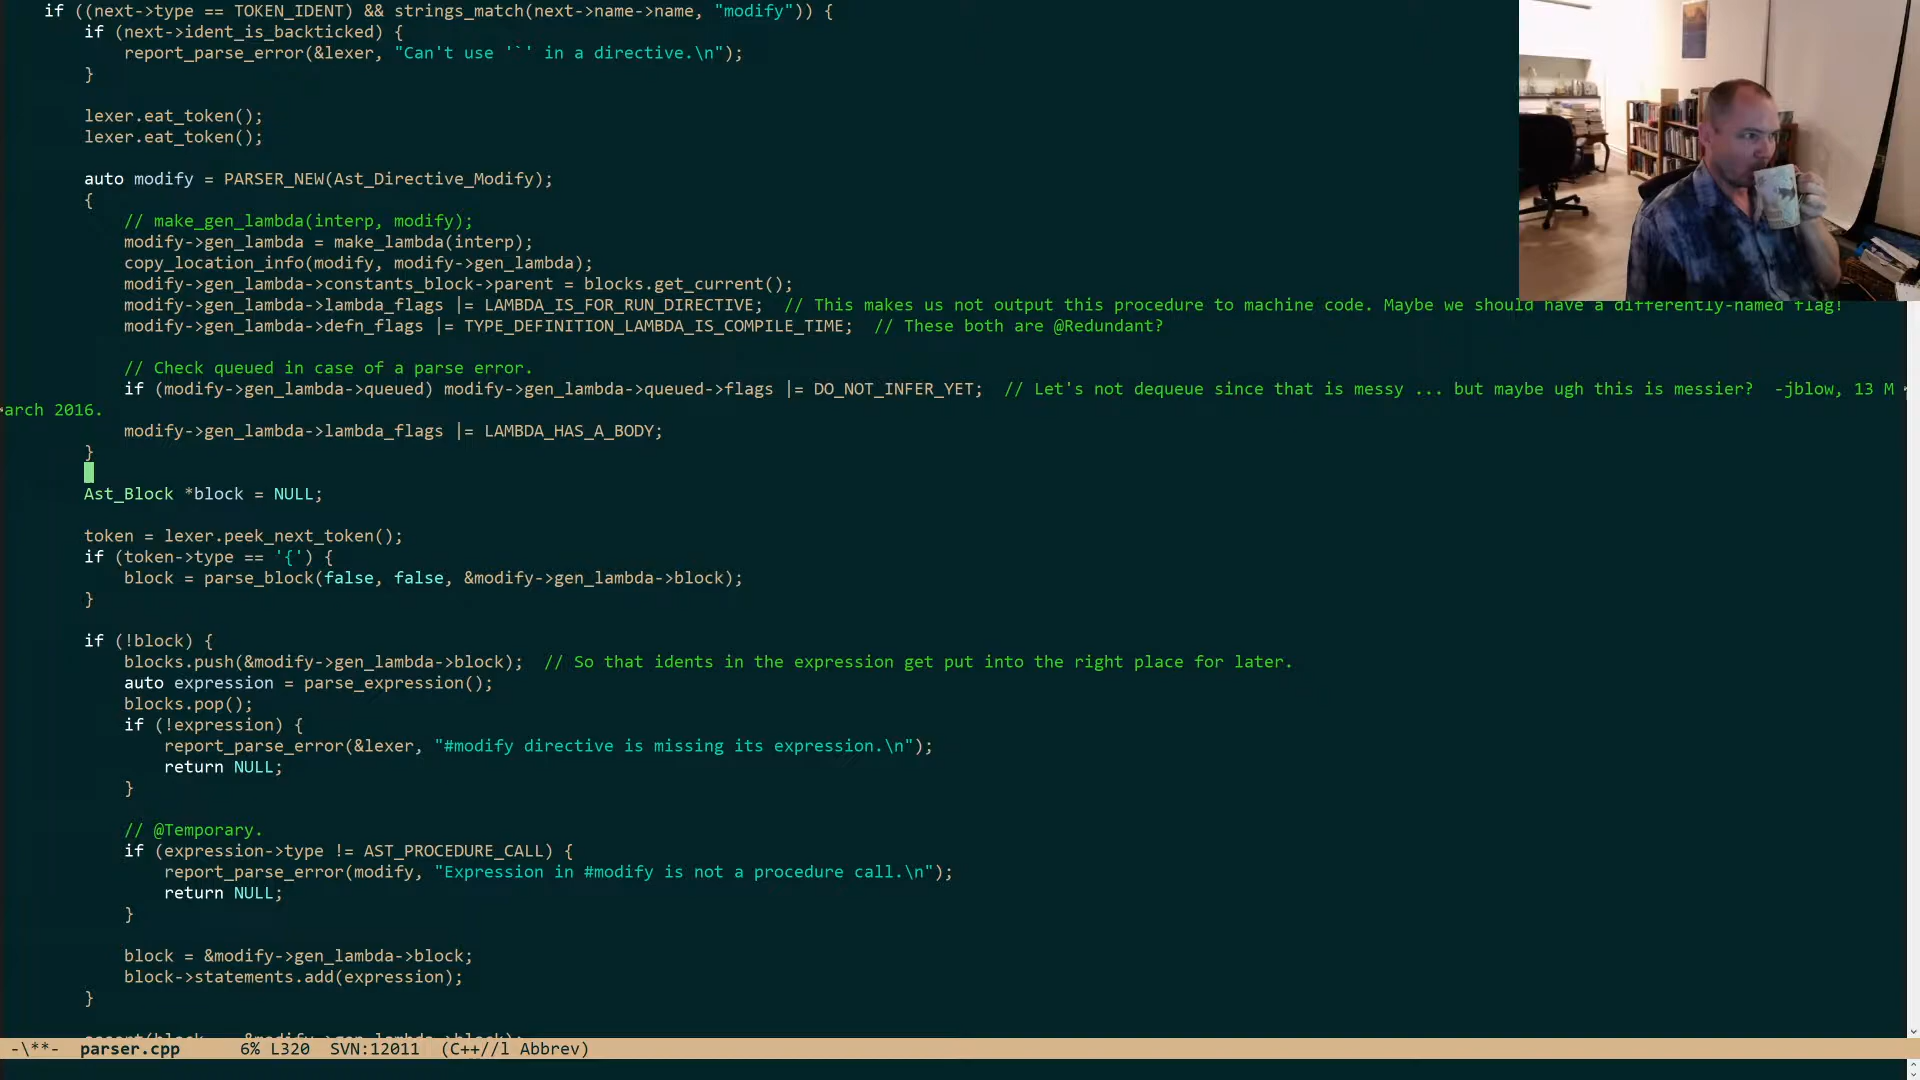 if ((next->type == TOKEN_IDENT) && strings_match(next->name->name, "modify")) {
if (next->ident_is_backticked) {
report_parse_error(&lexer, "Can't use '`' in a directive.\n");
}
lexer.eat_token();
lexer.eat_token();
auto modify = PARSER_NEW(Ast_Directive_Modify);
{
// make_gen_lambda(interp, modify);
modify->gen_lambda = make_lambda(interp);
copy_location_info(modify, modify->gen_lambda);
modify->gen_lambda->constants_block->parent = blocks.get_current();
modify->gen_lambda->lambda_flags |= LAMBDA_IS_FOR_RUN_DIRECTIVE;  // This makes us not output this procedure to machine code. Maybe we should have a differently-named flag!
modify->gen_lambda->defn_flags |= TYPE_DEFINITION_LAMBDA_IS_COMPILE_TIME;  // These both are @Redundant?
// Check queued in case of a parse error.
if (modify->gen_lambda->queued) modify->gen_lambda->queued->flags |= DO_NOT_INFER_YET;  // Let's not dequeue since that is messy ... but maybe ugh this is messier?  -jblow, 13 M
arch 2016.
modify->gen_lambda->lambda_flags |= LAMBDA_HAS_A_BODY;
}
Ast_Block *block = NULL;
token = lexer.peek_next_token();
if (token->type == '{') {
block = parse_block(false, false, &modify->gen_lambda->block);
}
if (!block) {
blocks.push(&modify->gen_lambda->block);  // So that idents in the expression get put into the right place for later.
auto expression = parse_expression();
blocks.pop();
if (!expression) {
report_parse_error(&lexer, "#modify directive is missing its expression.\n");
return NULL;
}
// @Temporary.
if (expression->type != AST_PROCEDURE_CALL) {
report_parse_error(modify, "Expression in #modify is not a procedure call.\n");
return NULL;
}
block = &modify->gen_lambda->block;
block->statements.add(expression);
}
-\**-  parser.cpp      6% L320  SVN:12011  (C++//l Abbrev)